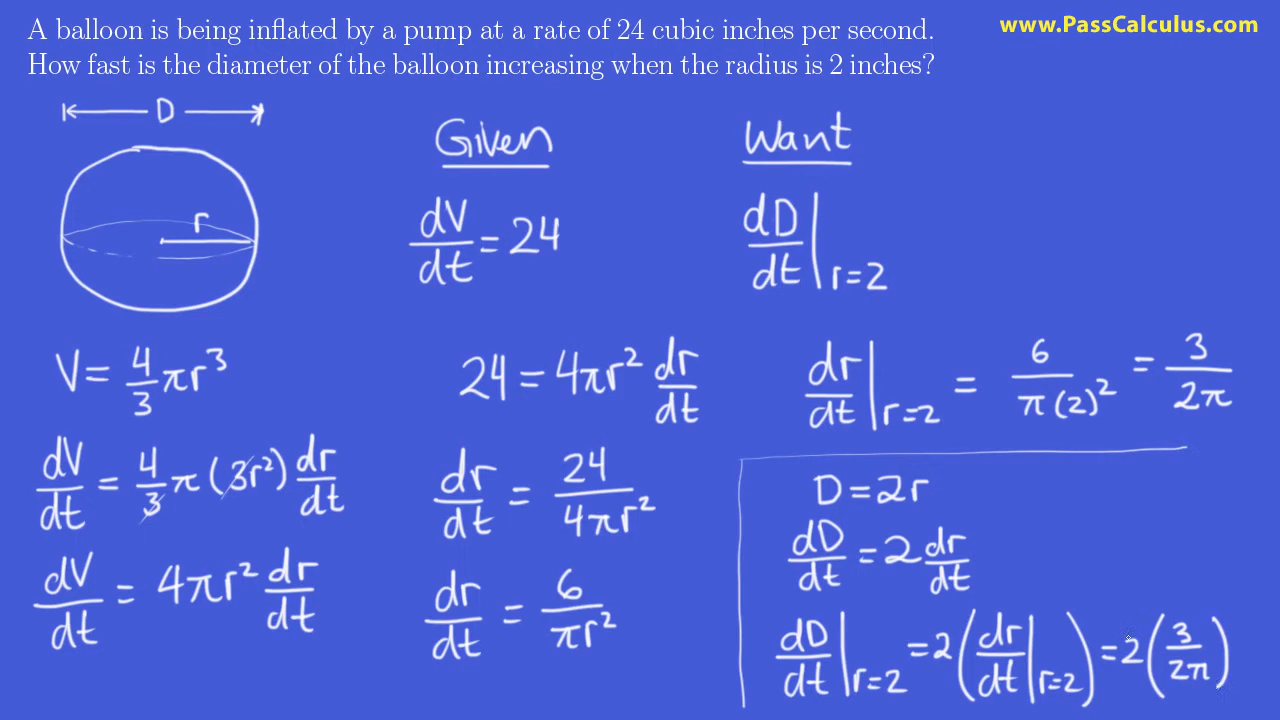 A balloon is being inflated by a pump at a rate of 24 cubic inches per second.
How fast is the diameter of the balloon increasing when the radius is 2 inches?
www.PassCalculus.com
D
r
Given
dV/dt = 24
Want
dD/dt |r=2
V = 4/3 πr³
dV/dt = 4/3 π (3r²) dr/dt
dV/dt = 4πr² dr/dt
24 = 4πr² dr/dt
dr/dt = 24/4πr²
dr/dt = 6/πr²
dr/dt |r=2 = 6/π(2)² = 3/2π
D = 2r
dD/dt = 2 dr/dt
dD/dt |r=2 = 2 (dr/dt |r=2) = 2 (3/2π)